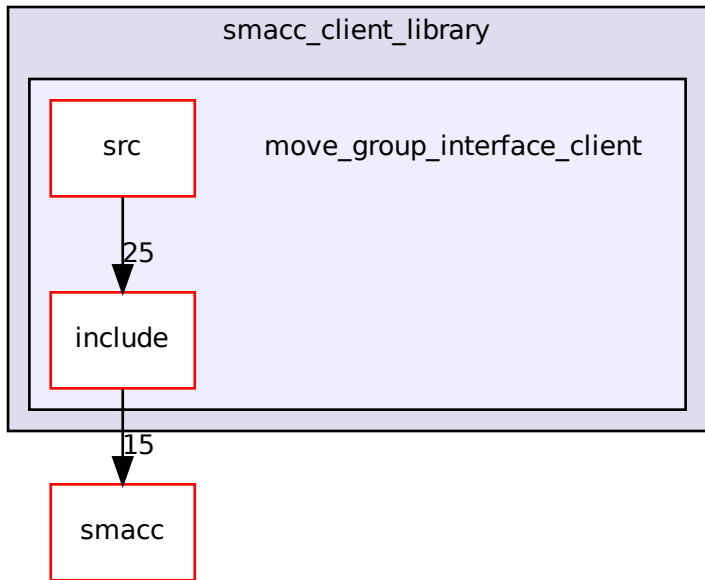 smacc_client_library
src
move_group_interface_client
25
include
15
smacc